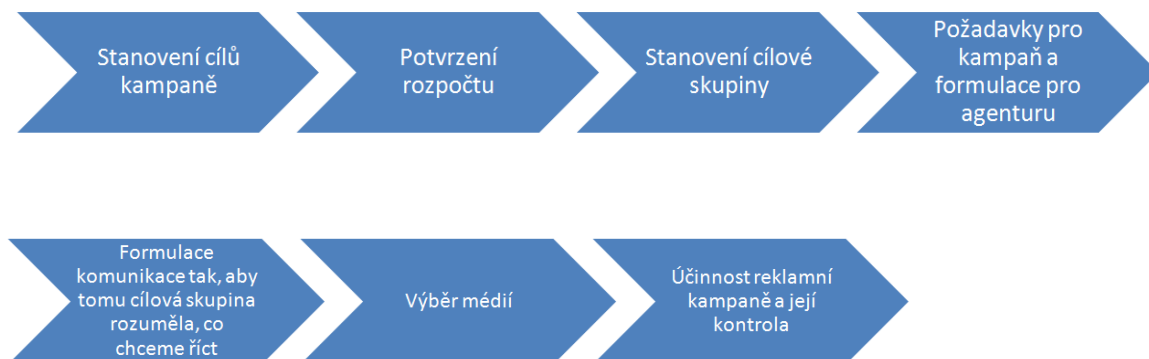 Stanovení cílů
kampaně
Potvrzení
rozpočtu
Stanovení cílové
skupiny
Požadavky pro
kampaň a
formulace pro
agenturu
Formulace
komunikace tak, aby
tomu cílová skupina
rozuměla, co
chceme říct
Výběr médií
Účinnost reklamní
kampaně a její
kontrola